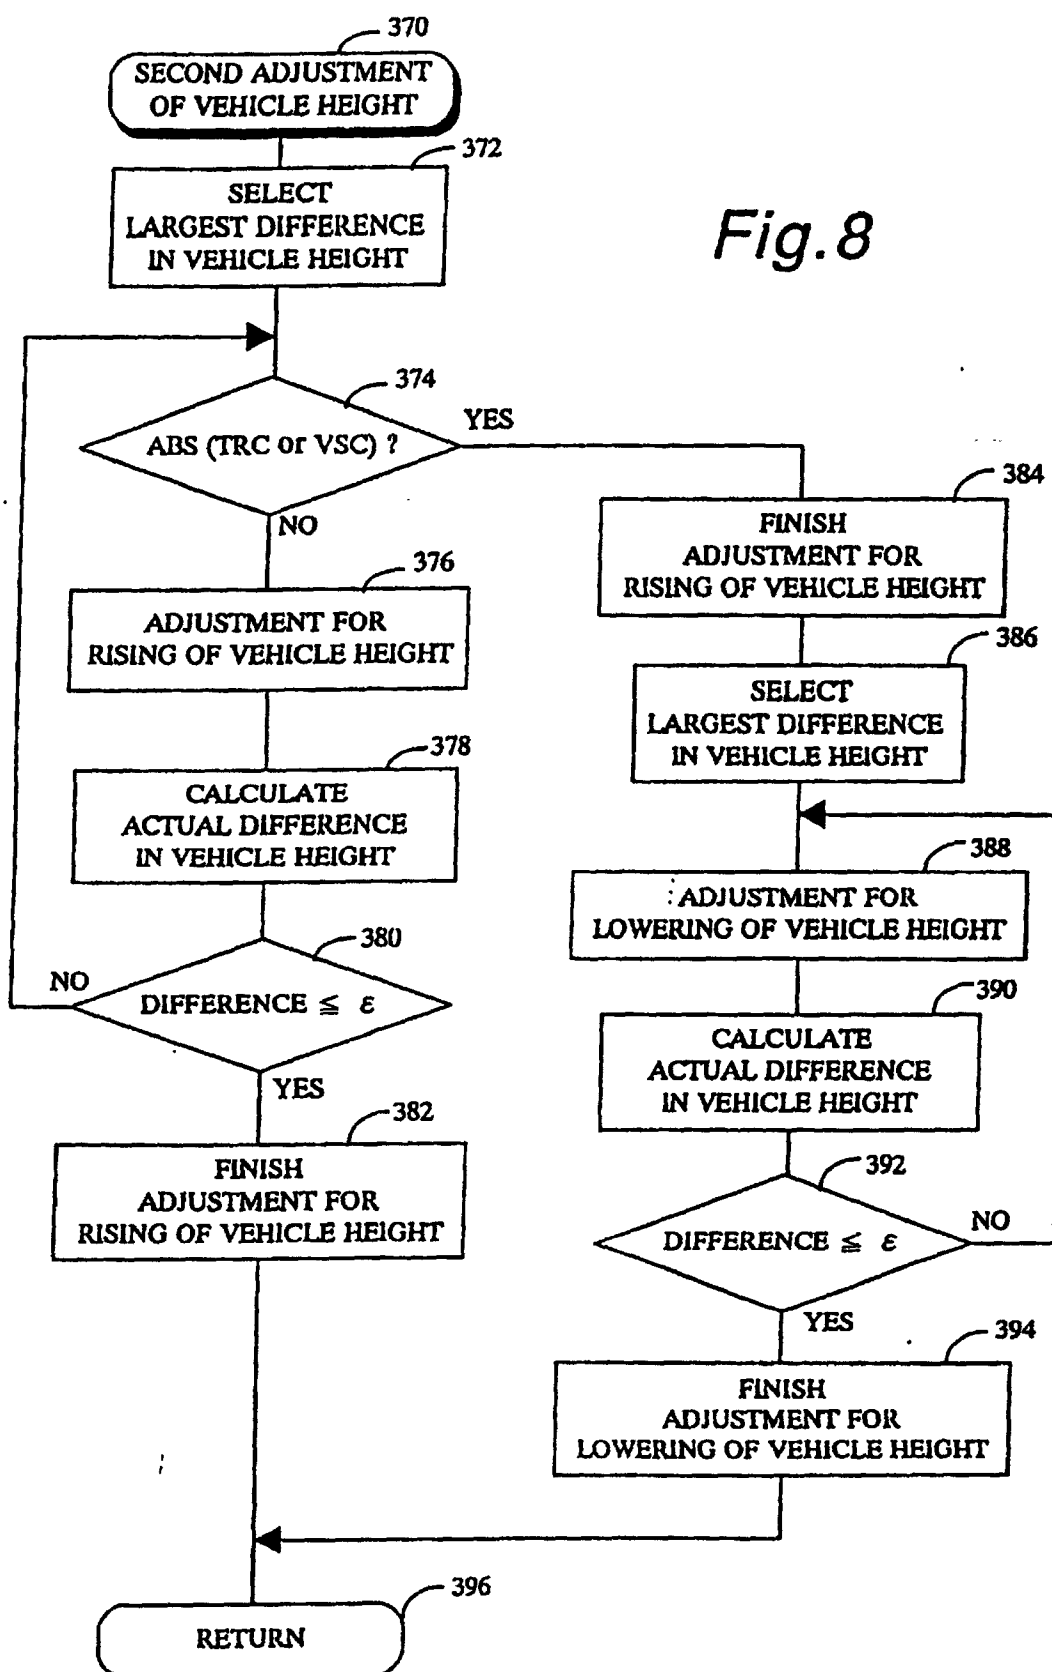 370
SECOND ADJUSTMENT
OF VEHICLE HEIGHT
372
SELECT
LARGEST DIFFERENCE
IN VEHICLE HEIGHT
Fig.8
374
ABS (TRC or VSC) ?
YES
NO
376
ADJUSTMENT FOR
RISING OF VEHICLE HEIGHT
378
CALCULATE
ACTUAL DIFFERENCE
IN VEHICLE HEIGHT
380
NO
DIFFERENCE ≦ ε
YES
382
FINISH
ADJUSTMENT FOR
RISING OF VEHICLE HEIGHT
384
FINISH
ADJUSTMENT FOR
RISING OF VEHICLE HEIGHT
386
SELECT
LARGEST DIFFERENCE
IN VEHICLE HEIGHT
388
ADJUSTMENT FOR
LOWERING OF VEHICLE HEIGHT
390
CALCULATE
ACTUAL DIFFERENCE
IN VEHICLE HEIGHT
392
DIFFERENCE ≦ ε
NO
YES
394
FINISH
ADJUSTMENT FOR
LOWERING OF VEHICLE HEIGHT
396
RETURN